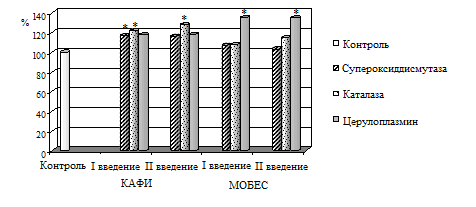 %
140
120
100
80
60
40
20
0
* *
*
*
*
Контроль
I введение
II введение
I введение
II введение
КАФИ
МОБЕС
Контроль
Супероксиддисмутаза
Каталаза
Церулоплазмин